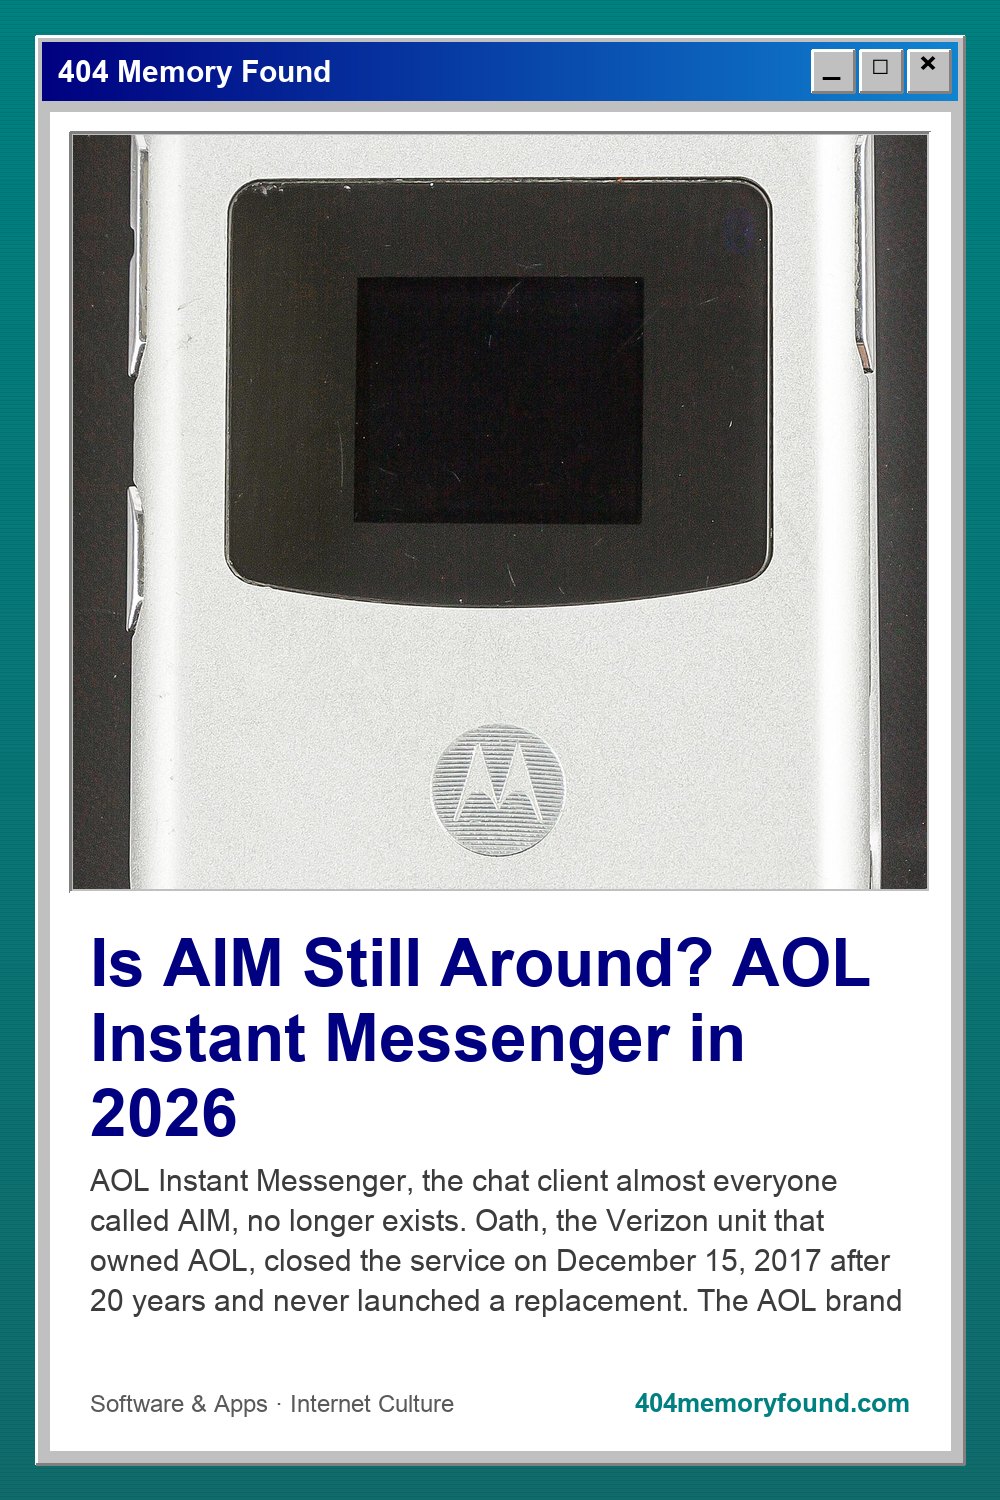 404 Memory Found
Is AIM Still Around? AOL
Instant Messenger in
2026
AOL Instant Messenger, the chat client almost everyone
called AIM, no longer exists. Oath, the Verizon unit that
owned AOL, closed the service on December 15, 2017 after
20 years and never launched a replacement. The AOL brand
Software & Apps · Internet Culture
404memoryfound.com